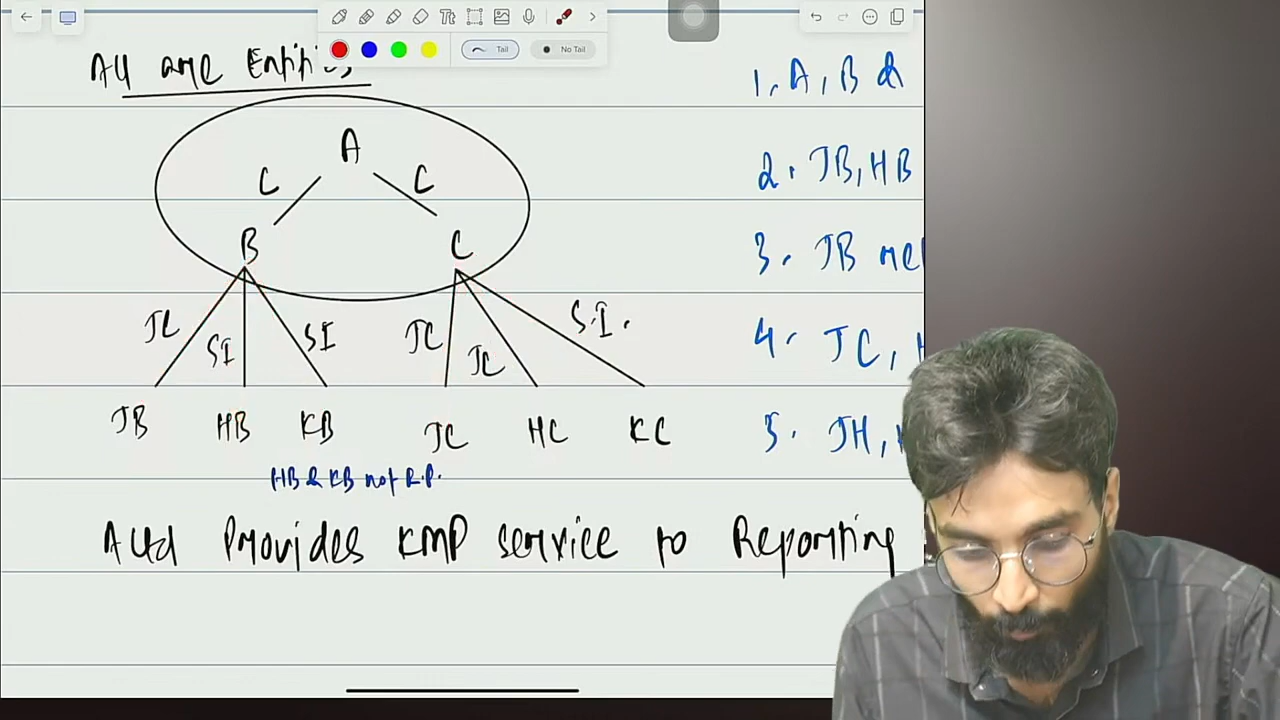 Tt Tail No Tail
All are Entities
1. A, B &
A
C C
2. JB, HB
B C
3. JB
JC SI SI JC JC S.I.
4. JC, H
JB HB KB JC HC KC
5. JH,
HB & KB not R.P.
Provides KMP service to Reporting